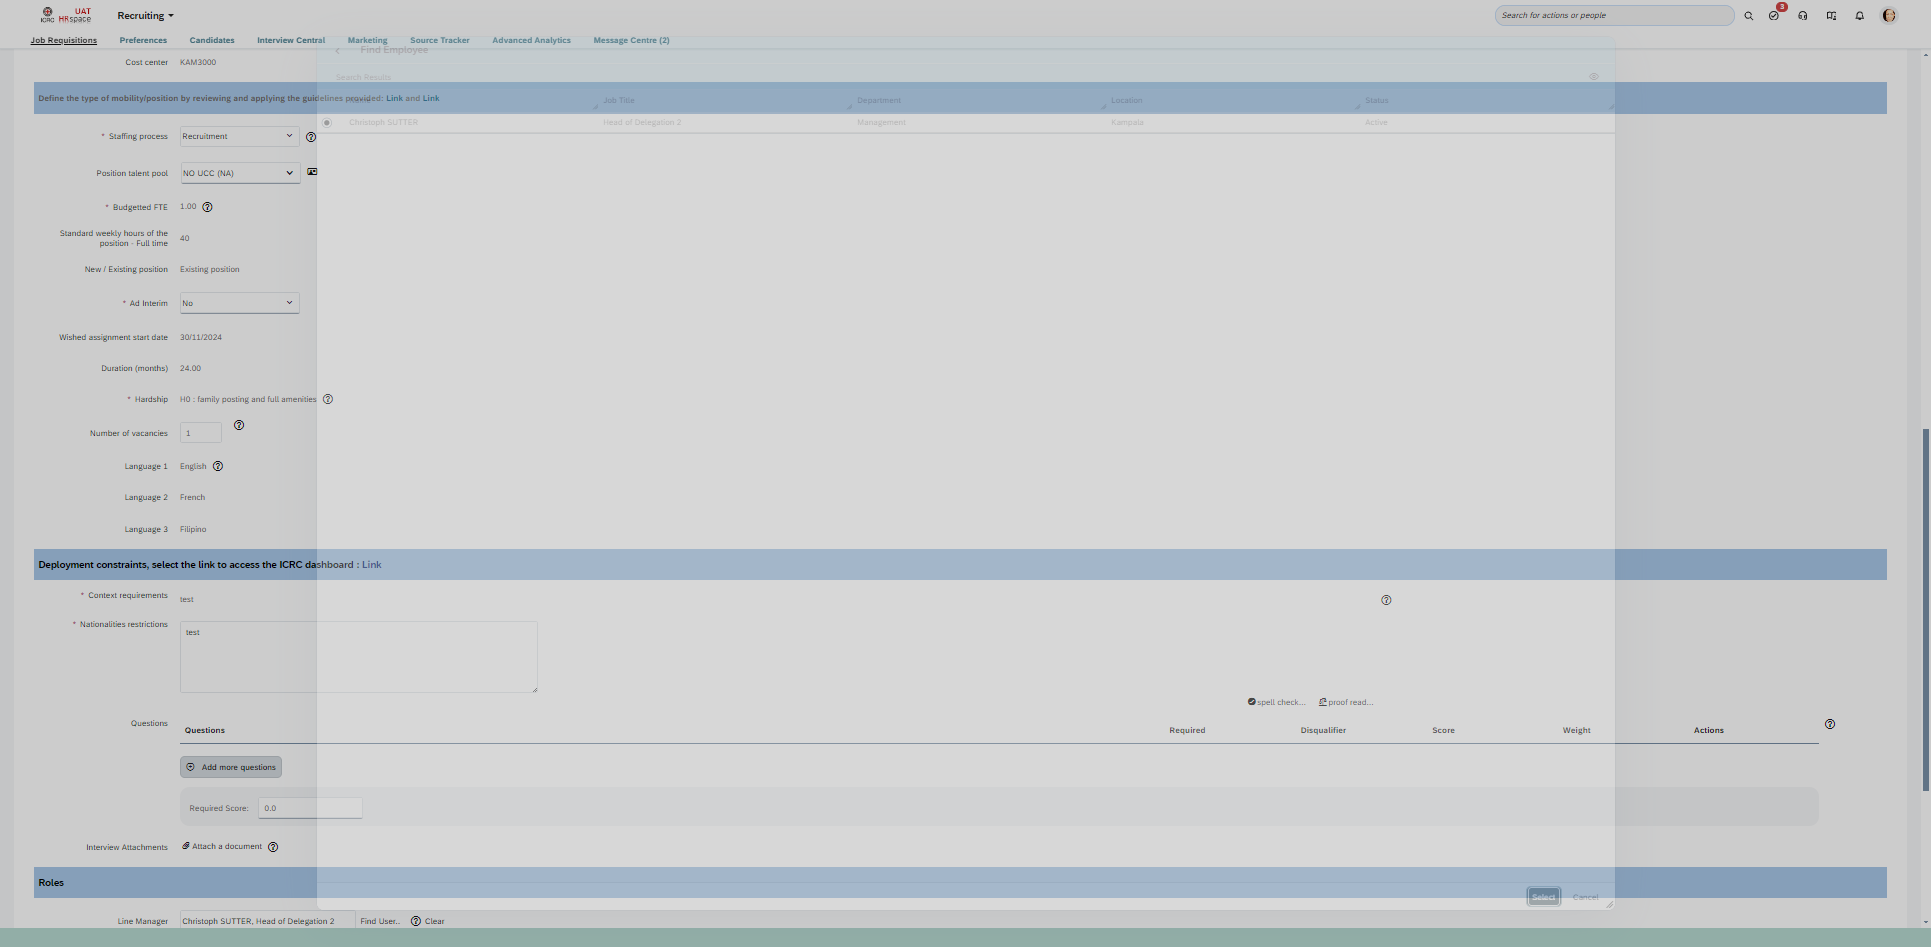 ICRC UAT HRspace Recruiting Search for actions or people 3
Job Requisitions Preferences Candidates Interview Central Marketing Source Tracker Advanced Analytics Message Centre (2)
Find Employee
Cost center KAM3000
Search Results
Define the type of mobility/position by reviewing and applying the guidelines provided: Link and Link
Job Title Department Location Status
Christoph SUTTER Head of Delegation 2 Management Kampala Active
* Staffing process Recruitment
Position talent pool NO UCC (NA)
* Budgetted FTE 1.00
Standard weekly hours of the
position - Full time 40
New / Existing position Existing position
* Ad Interim No
Wished assignment start date 30/11/2024
Duration (months) 24.00
* Hardship H0 : family posting and full amenities
Number of vacancies 1
Language 1 English
Language 2 French
Language 3 Filipino
Deployment constraints, select the link to access the ICRC dashboard : Link
* Context requirements test
* Nationalities restrictions test
spell check... proof read...
Questions Questions Required Disqualifier Score Weight Actions
Add more questions
Required Score: 0.0
Interview Attachments Attach a document
Roles
Select Cancel
Line Manager Christoph SUTTER, Head of Delegation 2 Find User.. Clear